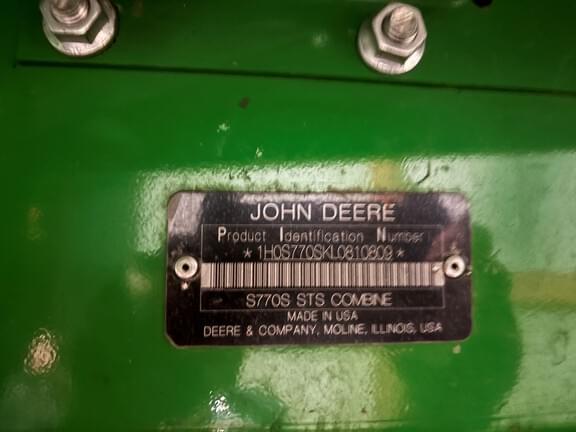 JOHN DEERE
Product Identification Number
*1H0S770SKL0810809*
S770S STS COMBINE
MADE IN USA
DEERE & COMPANY, MOLINE, ILLINOIS, USA